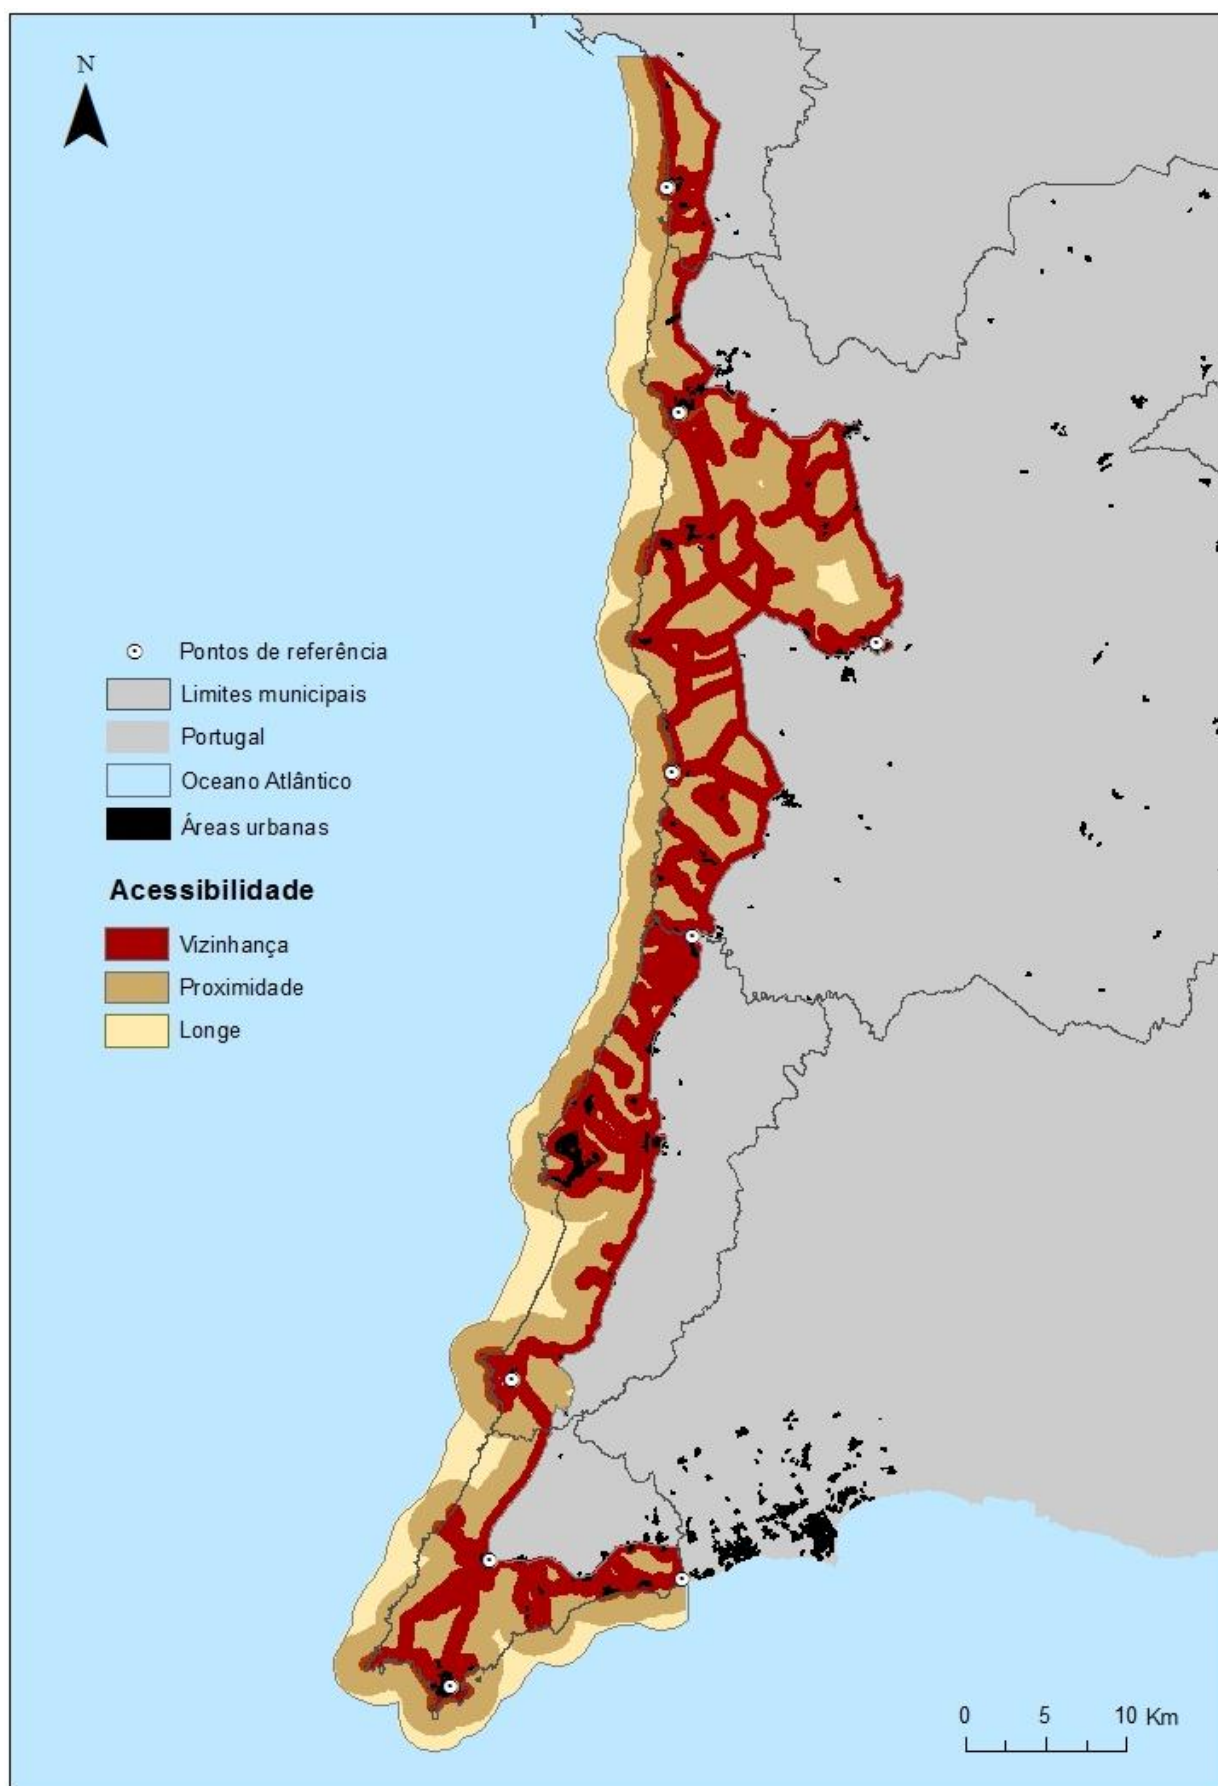 N
Pontos de referência
Limites municipais
Portugal
Oceano Atlântico
Áreas urbanas
Acessibilidade
Vizinhança
Proximidade
Longe
0 5 10 Km